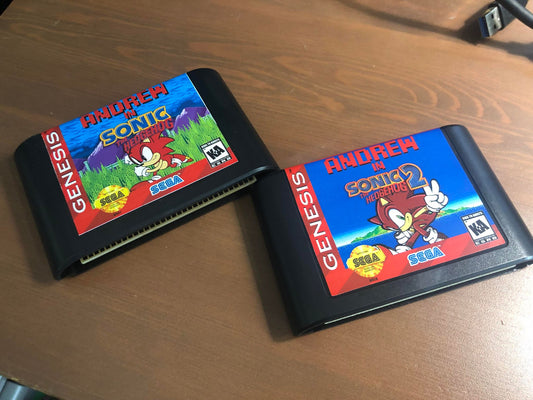 GENESIS
ANDREW
IN
SONIC
THE HEDGEHOG
K-A
SEGA
GENESIS
ANDREW
IN
SONIC 2
THE HEDGEHOG
K-A
SEGA